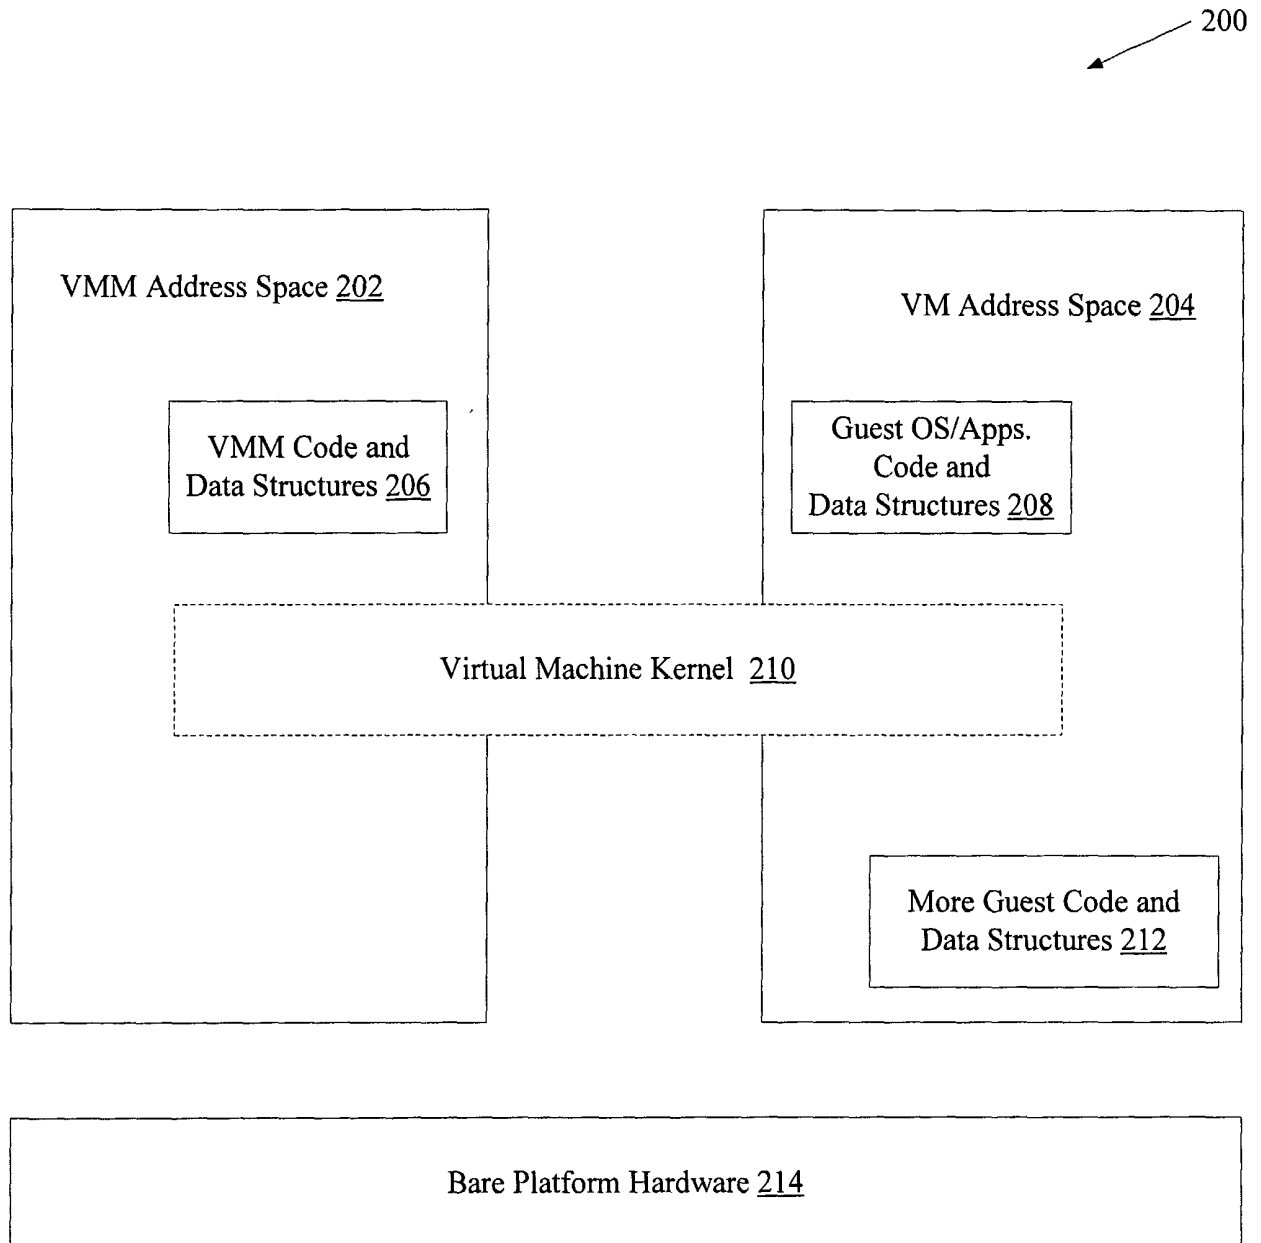 200
VMM Address Space 202
VM Address Space 204
VMM Code and
Data Structures 206
Guest OS/Apps.
Code and
Data Structures 208
Virtual Machine Kernel 210
More Guest Code and
Data Structures 212
Bare Platform Hardware 214